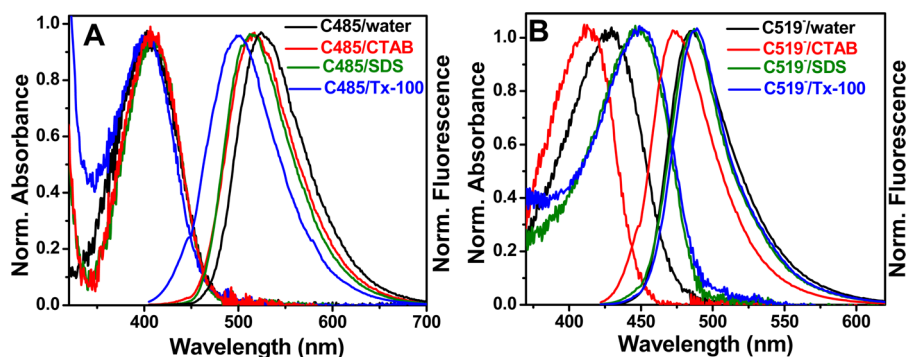 A
C485/water
C485/CTAB
C485/SDS
C485/Tx-100
Norm. Absorbance
Norm. Fluorescence
1.0
0.8
0.6
0.4
0.2
0.0
400
500
600
700
Wavelength (nm)
B
C519⁻/water
C519⁻/CTAB
C519⁻/SDS
C519⁻/Tx-100
Norm. Absorbance
Norm. Fluorescence
1.0
0.8
0.6
0.4
0.2
0.0
400
450
500
550
600
Wavelength (nm)